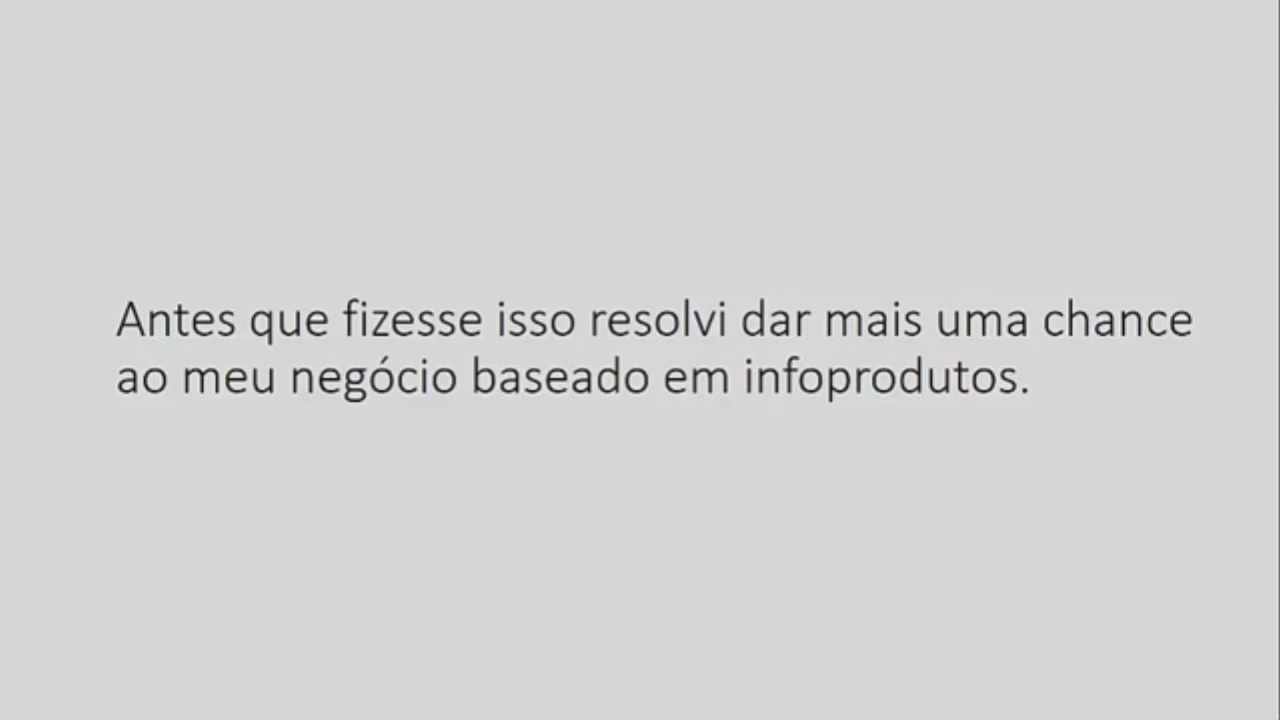 Antes que fizesse isso resolvi dar mais uma chance
ao meu negócio baseado em infoprodutos.